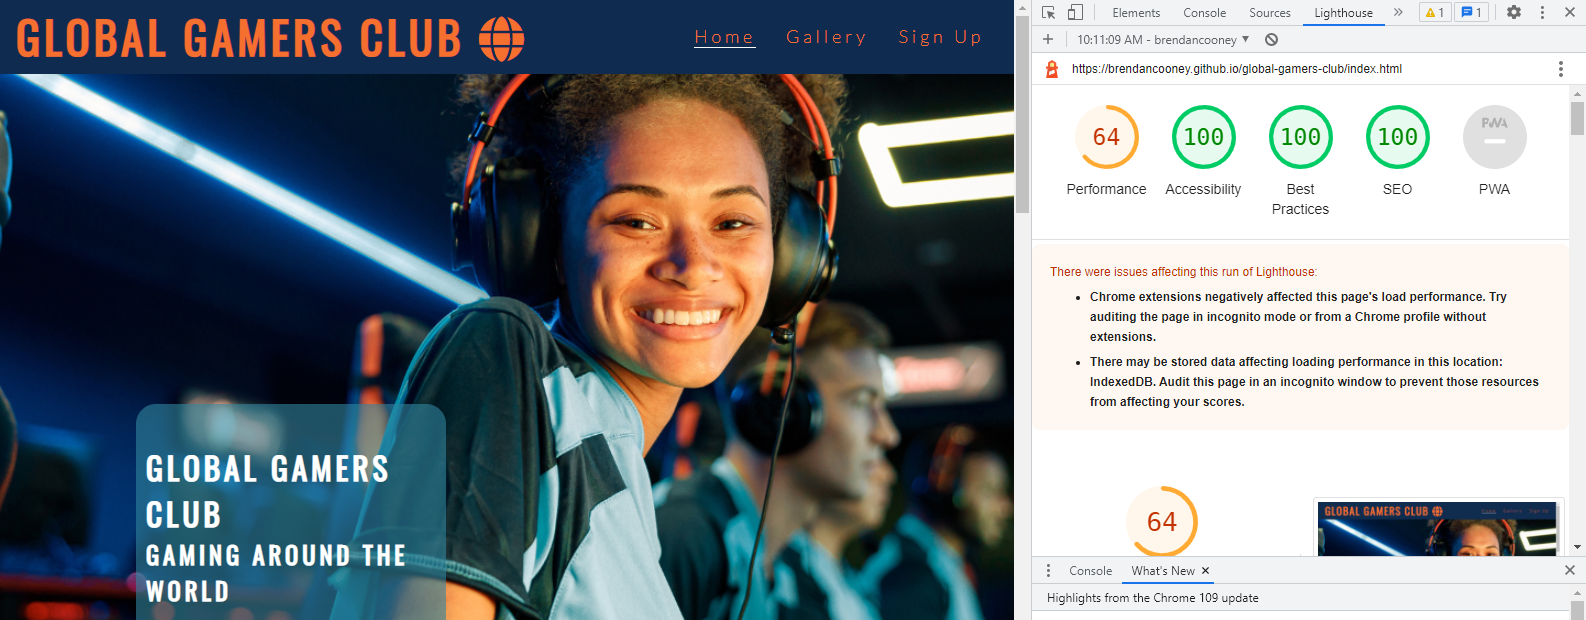 GLOBAL GAMERS CLUB
Home Gallery Sign Up
GLOBAL GAMERS
CLUB
GAMING AROUND THE
WORLD
Elements Console Sources Lighthouse » 1 1
10:11:09 AM - brendancooney
https://brendancooney.github.io/global-gamers-club/index.html
64 100 100 100 PWA
Performance Accessibility Best Practices SEO PWA
There were issues affecting this run of Lighthouse:
Chrome extensions negatively affected this page's load performance. Try
auditing the page in incognito mode or from a Chrome profile without
extensions.
There may be stored data affecting loading performance in this location:
IndexedDB. Audit this page in an incognito window to prevent those resources
from affecting your scores.
64
GLOBAL GAMERS CLUB
Home Gallery Sign Up
Console What's New
Highlights from the Chrome 109 update